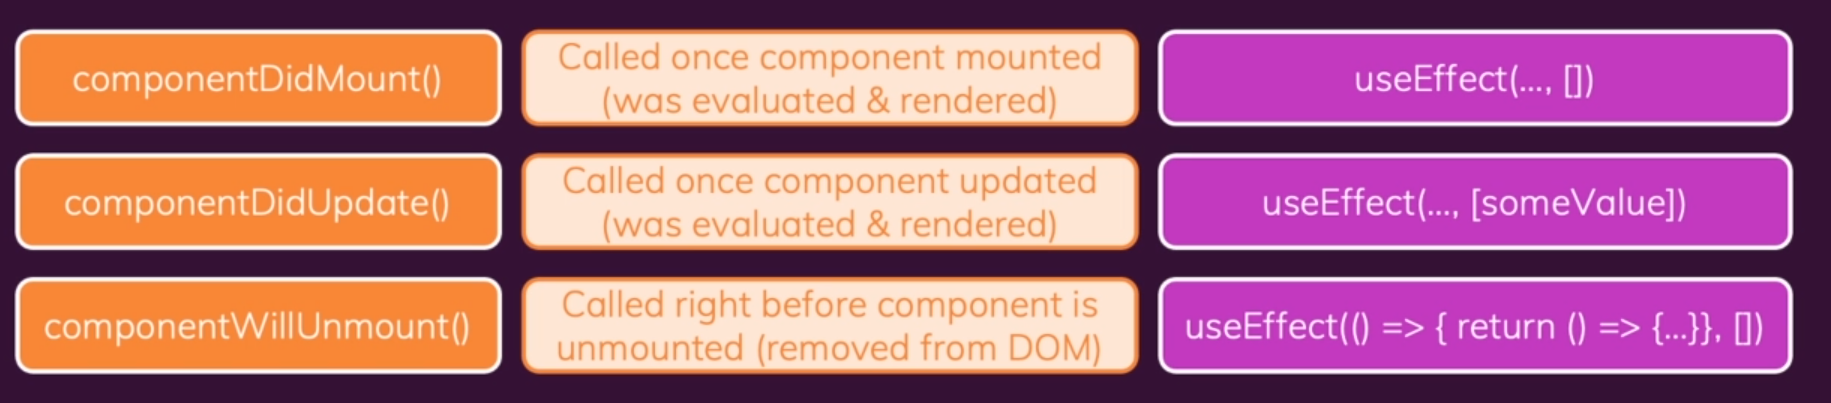 componentDidMount()
Called once component mounted
(was evaluated & rendered)
useEffect(..., [])
componentDidUpdate()
Called once component updated
(was evaluated & rendered)
useEffect(..., [someValue])
componentWillUnmount()
Called right before component is
unmounted (removed from DOM)
useEffect(() => { return () => {...}}, [])